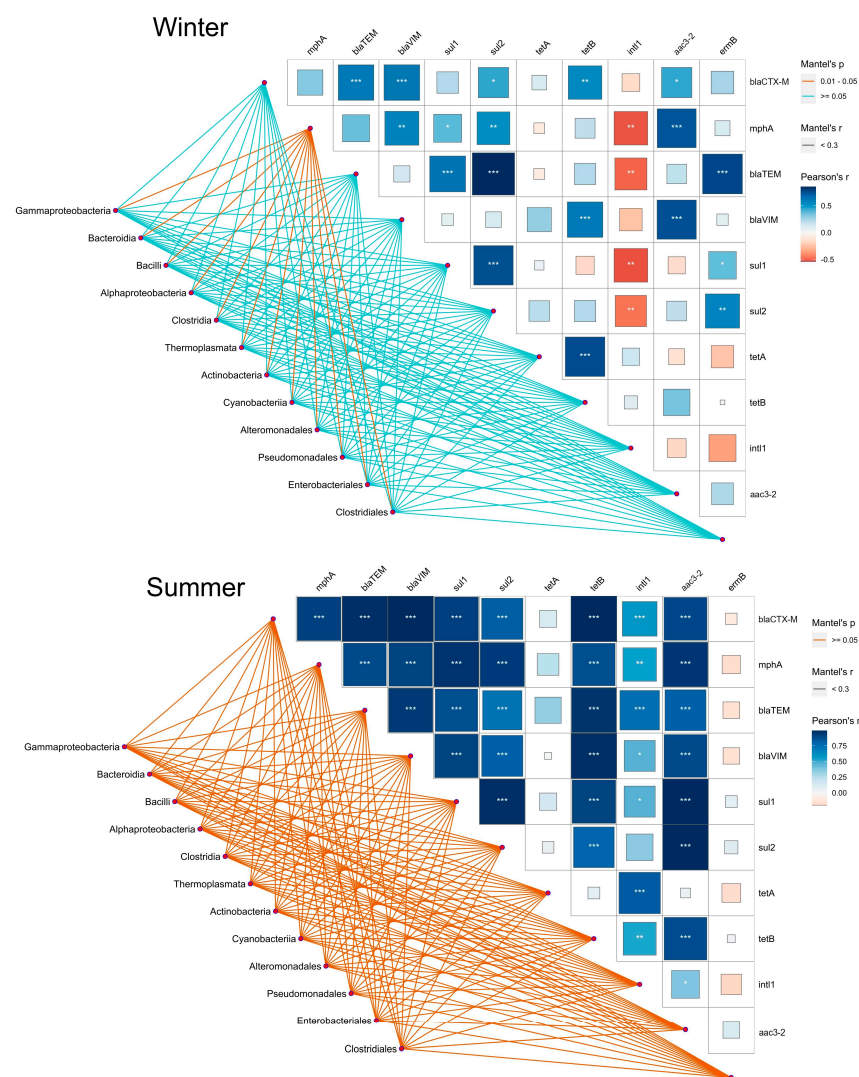 Winter
mphA
blaTEM
blaVIM
sul1
sul2
tetA
tetB
intl1
aac3-2
ermB
*** *** * ** * blaCTX-M
** * ** ** *** mphA
*** *** ** *** blaTEM
*** *** blaVIM
*** ** * sul1
** ** sul2
*** tetA
tetB
intl1
aac3-2
Mantel's p
0.01 - 0.05
>= 0.05
Mantel's r
< 0.3
Pearson's r
0.5
0.0
-0.5
Gammaproteobacteria
Bacteroidia
Bacilli
Alphaproteobacteria
Clostridia
Thermoplasmata
Actinobacteria
Cyanobacteriia
Alteromonadales
Pseudomonadales
Enterobacteriales
Clostridiales
Summer
mphA
blaTEM
blaVIM
sul1
sul2
tetA
tetB
intl1
aac3-2
ermB
*** *** *** *** *** *** *** *** blaCTX-M
*** *** *** *** *** ** *** mphA
*** *** *** *** *** *** blaTEM
*** *** *** * *** blaVIM
*** *** * *** sul1
*** *** sul2
*** tetA
** *** tetB
* intl1
aac3-2
Mantel's p
>= 0.05
Mantel's r
< 0.3
Pearson's r
0.75
0.50
0.25
0.00
Gammaproteobacteria
Bacteroidia
Bacilli
Alphaproteobacteria
Clostridia
Thermoplasmata
Actinobacteria
Cyanobacteriia
Alteromonadales
Pseudomonadales
Enterobacteriales
Clostridiales